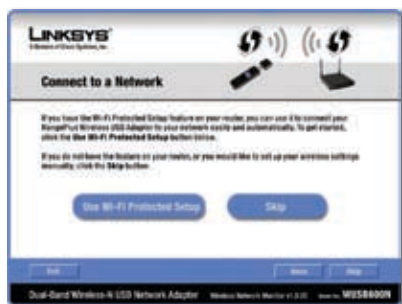 LINKSYS®
A Division of Cisco Systems, Inc.
Connect to a Network
If you have the Wi-Fi Protected Setup feature on your router, you can use it to connect your
RangePlus Wireless USB Adapter to your network easily and automatically. To get started,
click the Use Wi-Fi Protected Setup button below.
If you do not have the feature on your router, or you would like to set up your wireless settings
manually, click the Skip button.
Use Wi-Fi Protected Setup
Skip
Exit
Back
Skip
Dual-Band Wireless-N USB Network Adapter
Wireless Network Monitor
WUSB600N